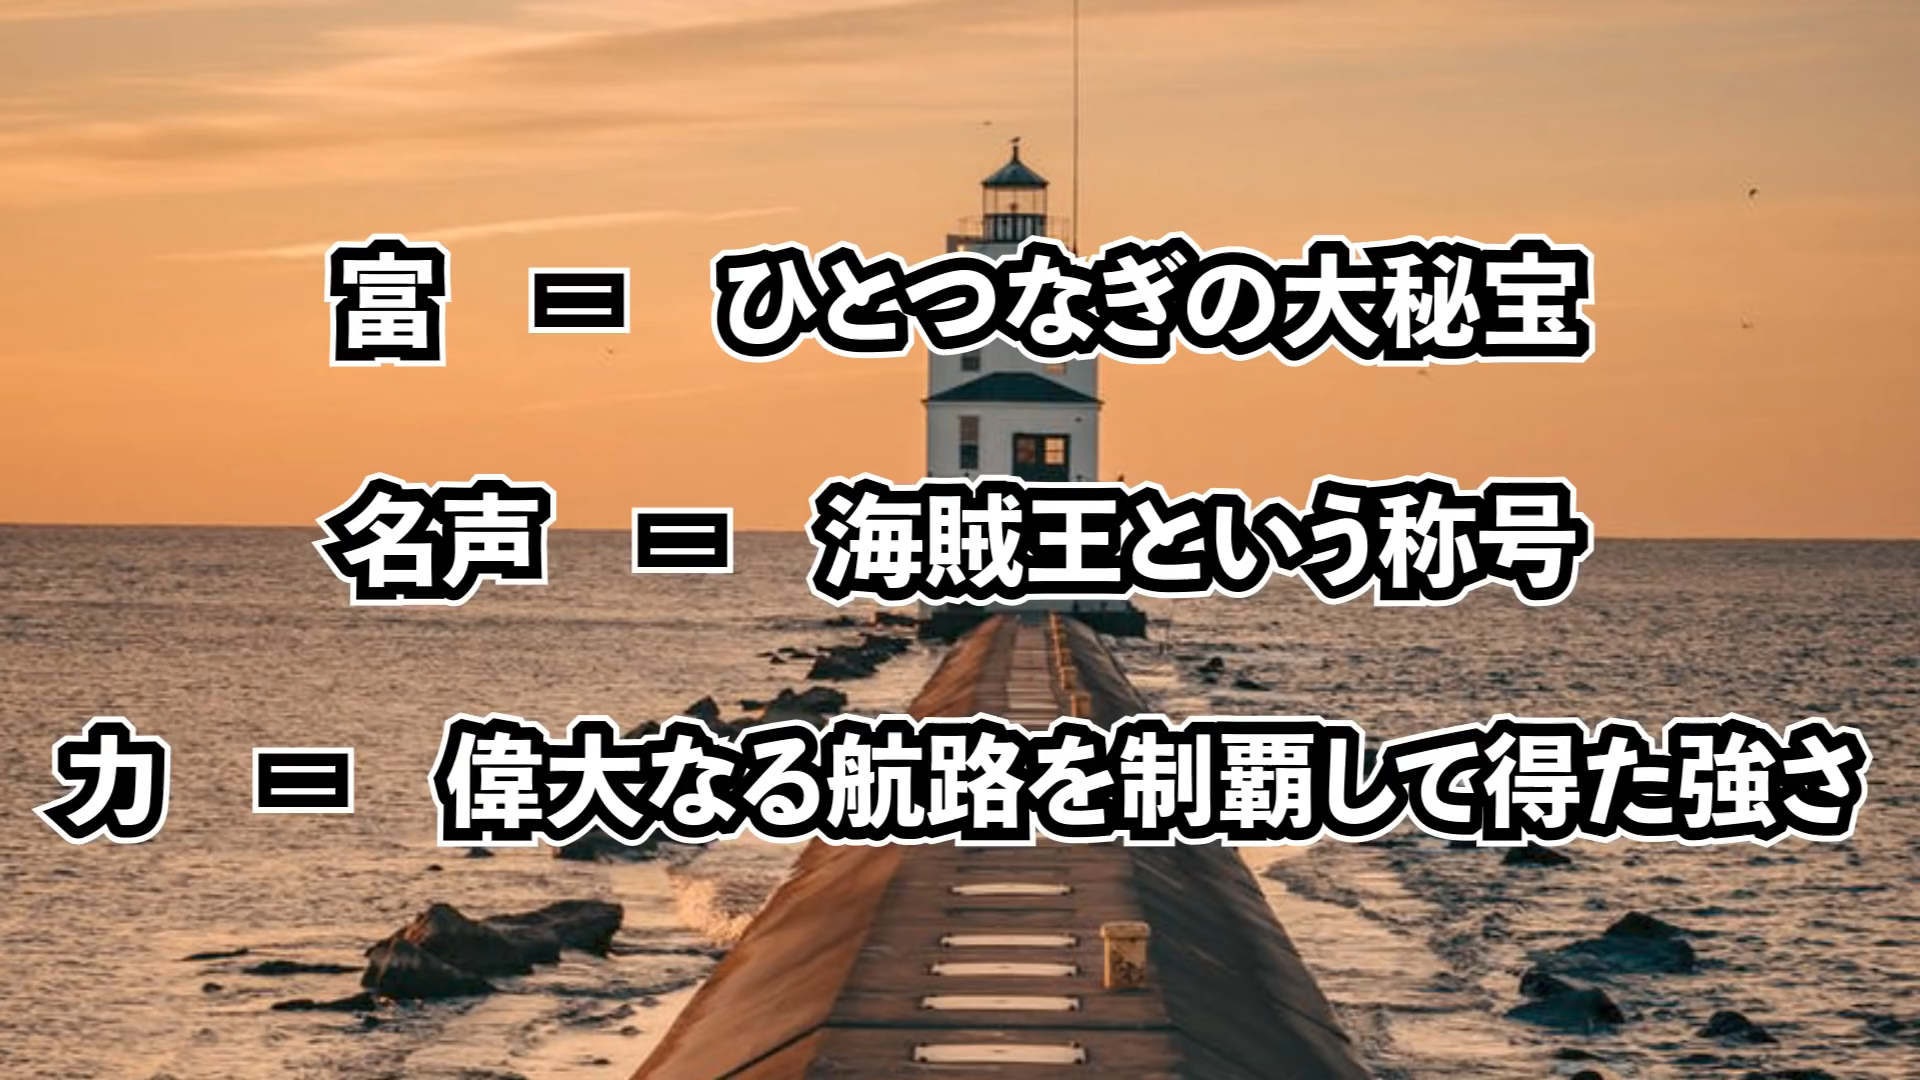 富　＝　ひとつなぎの大秘宝
名声　＝　海賊王という称号
力　＝　偉大なる航路を制覇して得た強さ